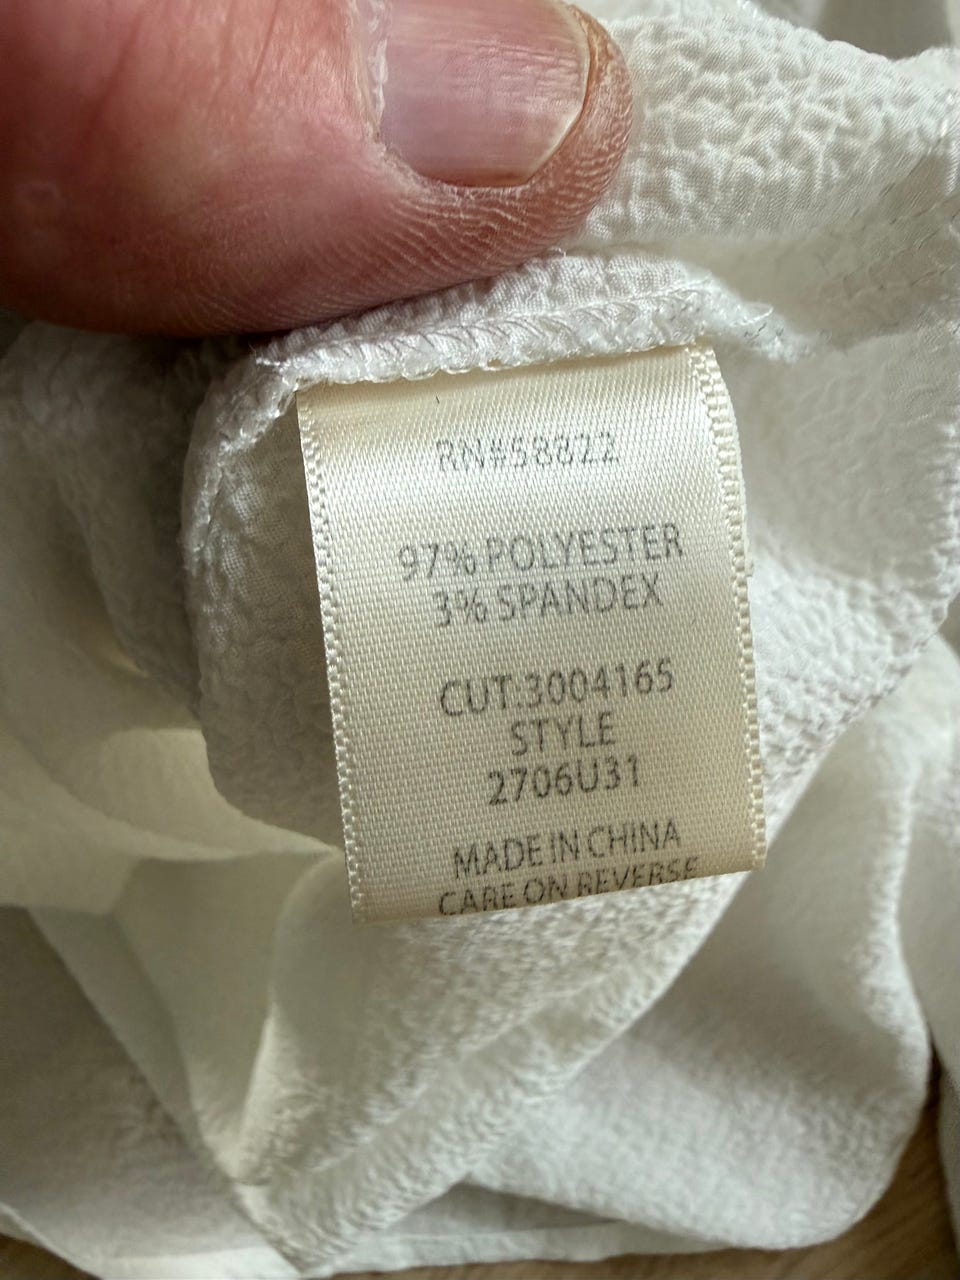 RN#58822
97% POLYESTER
3% SPANDEX
CUT:3004165
STYLE
2706U31
MADE IN CHINA
CARE ON REVERSE